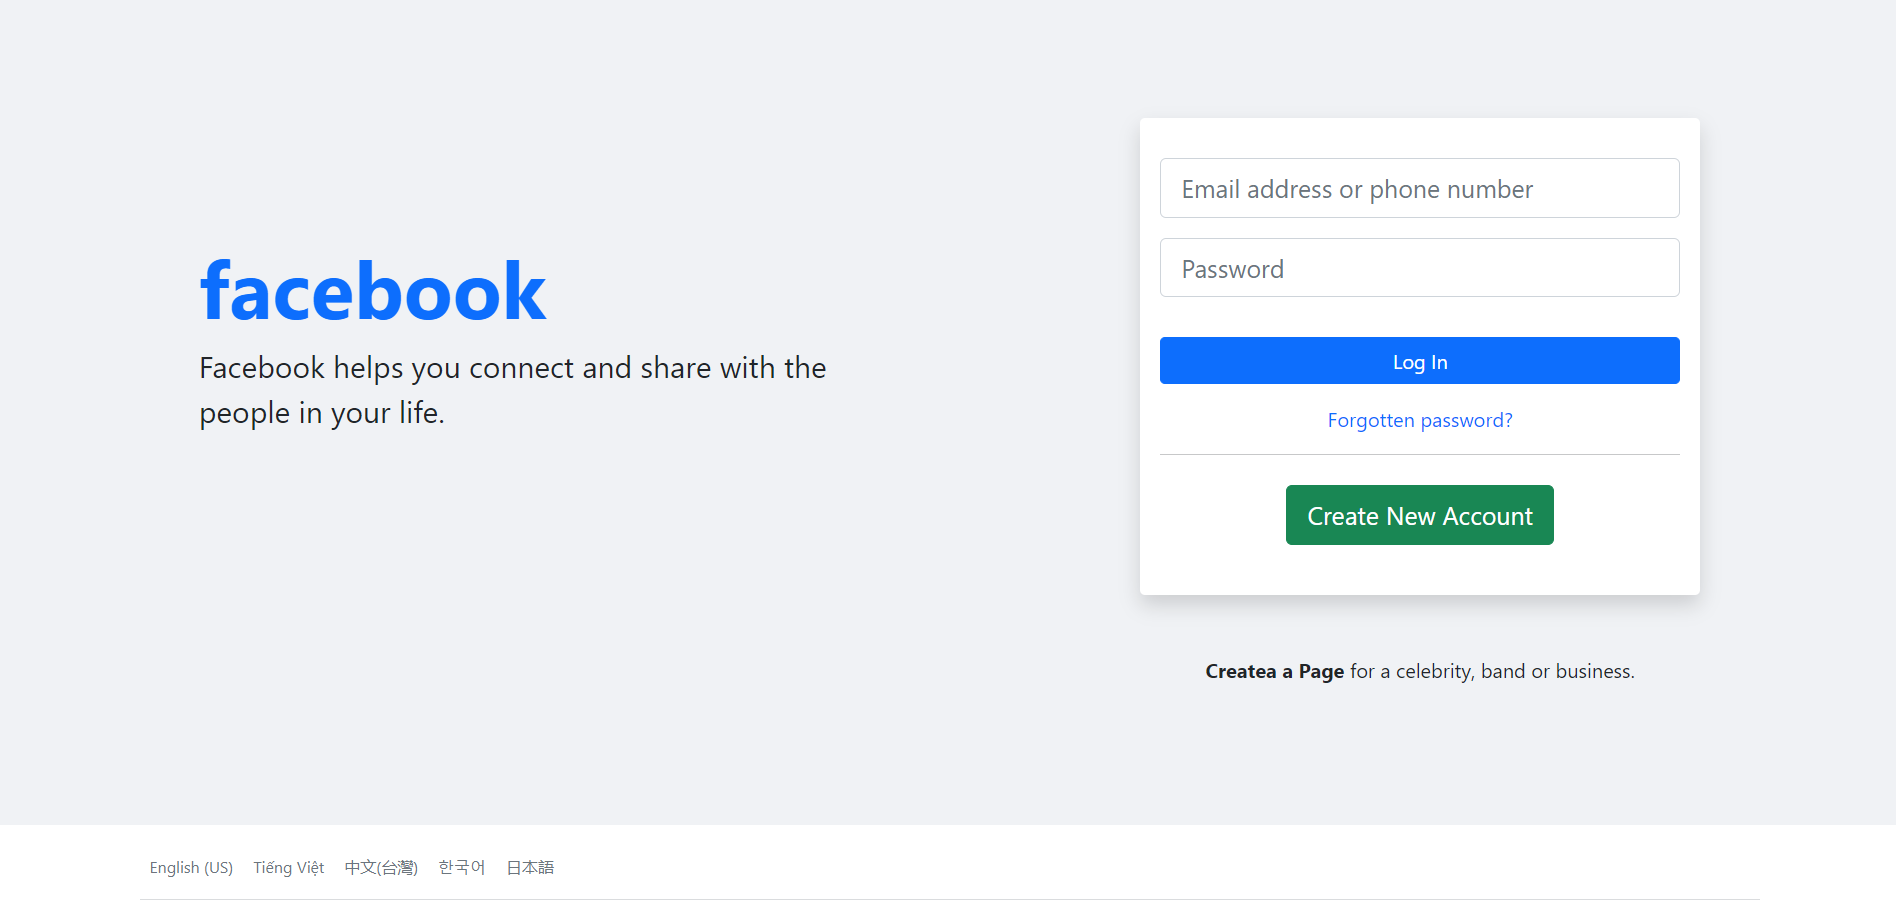 facebook
Facebook helps you connect and share with the
people in your life.
Email address or phone number
Password
Log In
Forgotten password?
Create New Account
Createa a Page for a celebrity, band or business.
English (US) Tiếng Việt 中文(台灣) 한국어 日本語